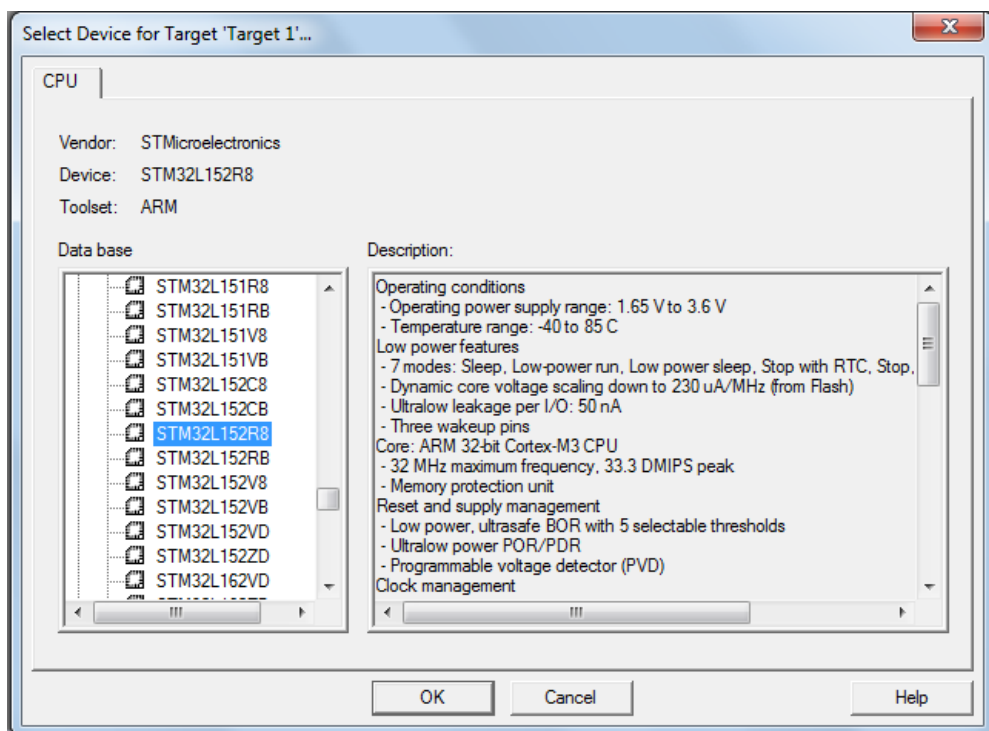 Select Device for Target 'Target 1'...
CPU
Vendor: STMicroelectronics
Device: STM32L152R8
Toolset: ARM
Data base
STM32L151R8
STM32L151RB
STM32L151V8
STM32L151VB
STM32L152C8
STM32L152CB
STM32L152R8
STM32L152RB
STM32L152V8
STM32L152VB
STM32L152VD
STM32L152ZD
STM32L162VD
Description:
Operating conditions
- Operating power supply range: 1.65 V to 3.6 V
- Temperature range: -40 to 85 C
Low power features
- 7 modes: Sleep, Low-power run, Low power sleep, Stop with RTC, Stop,
- Dynamic core voltage scaling down to 230 uA/MHz (from Flash)
- Ultralow leakage per I/O: 50 nA
- Three wakeup pins
Core: ARM 32-bit Cortex-M3 CPU
- 32 MHz maximum frequency, 33.3 DMIPS peak
- Memory protection unit
Reset and supply management
- Low power, ultrasafe BOR with 5 selectable thresholds
- Ultralow power POR/PDR
- Programmable voltage detector (PVD)
Clock management
OK
Cancel
Help